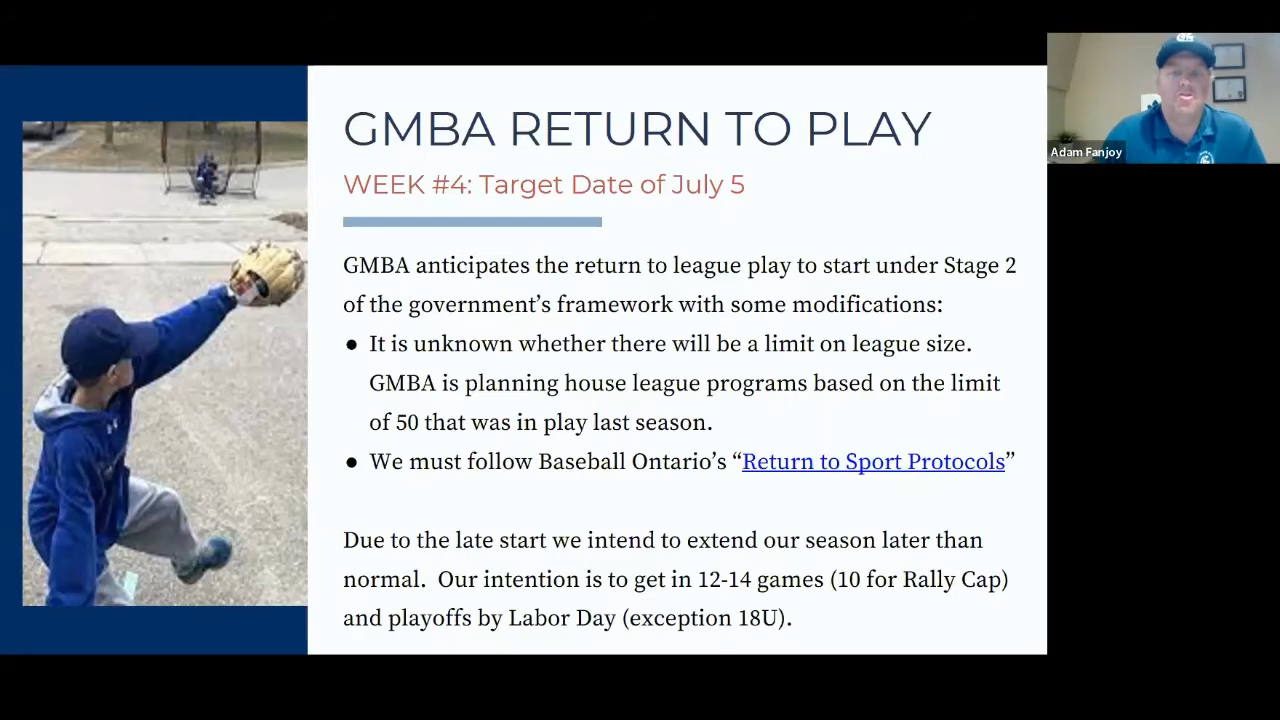 GMBA RETURN TO PLAY
WEEK #4: Target Date of July 5
GMBA anticipates the return to league play to start under Stage 2
of the government’s framework with some modifications:
● It is unknown whether there will be a limit on league size.
GMBA is planning house league programs based on the limit
of 50 that was in play last season.
● We must follow Baseball Ontario’s “Return to Sport Protocols”
Due to the late start we intend to extend our season later than
normal. Our intention is to get in 12-14 games (10 for Rally Cap)
and playoffs by Labor Day (exception 18U).
Adam Fanjoy